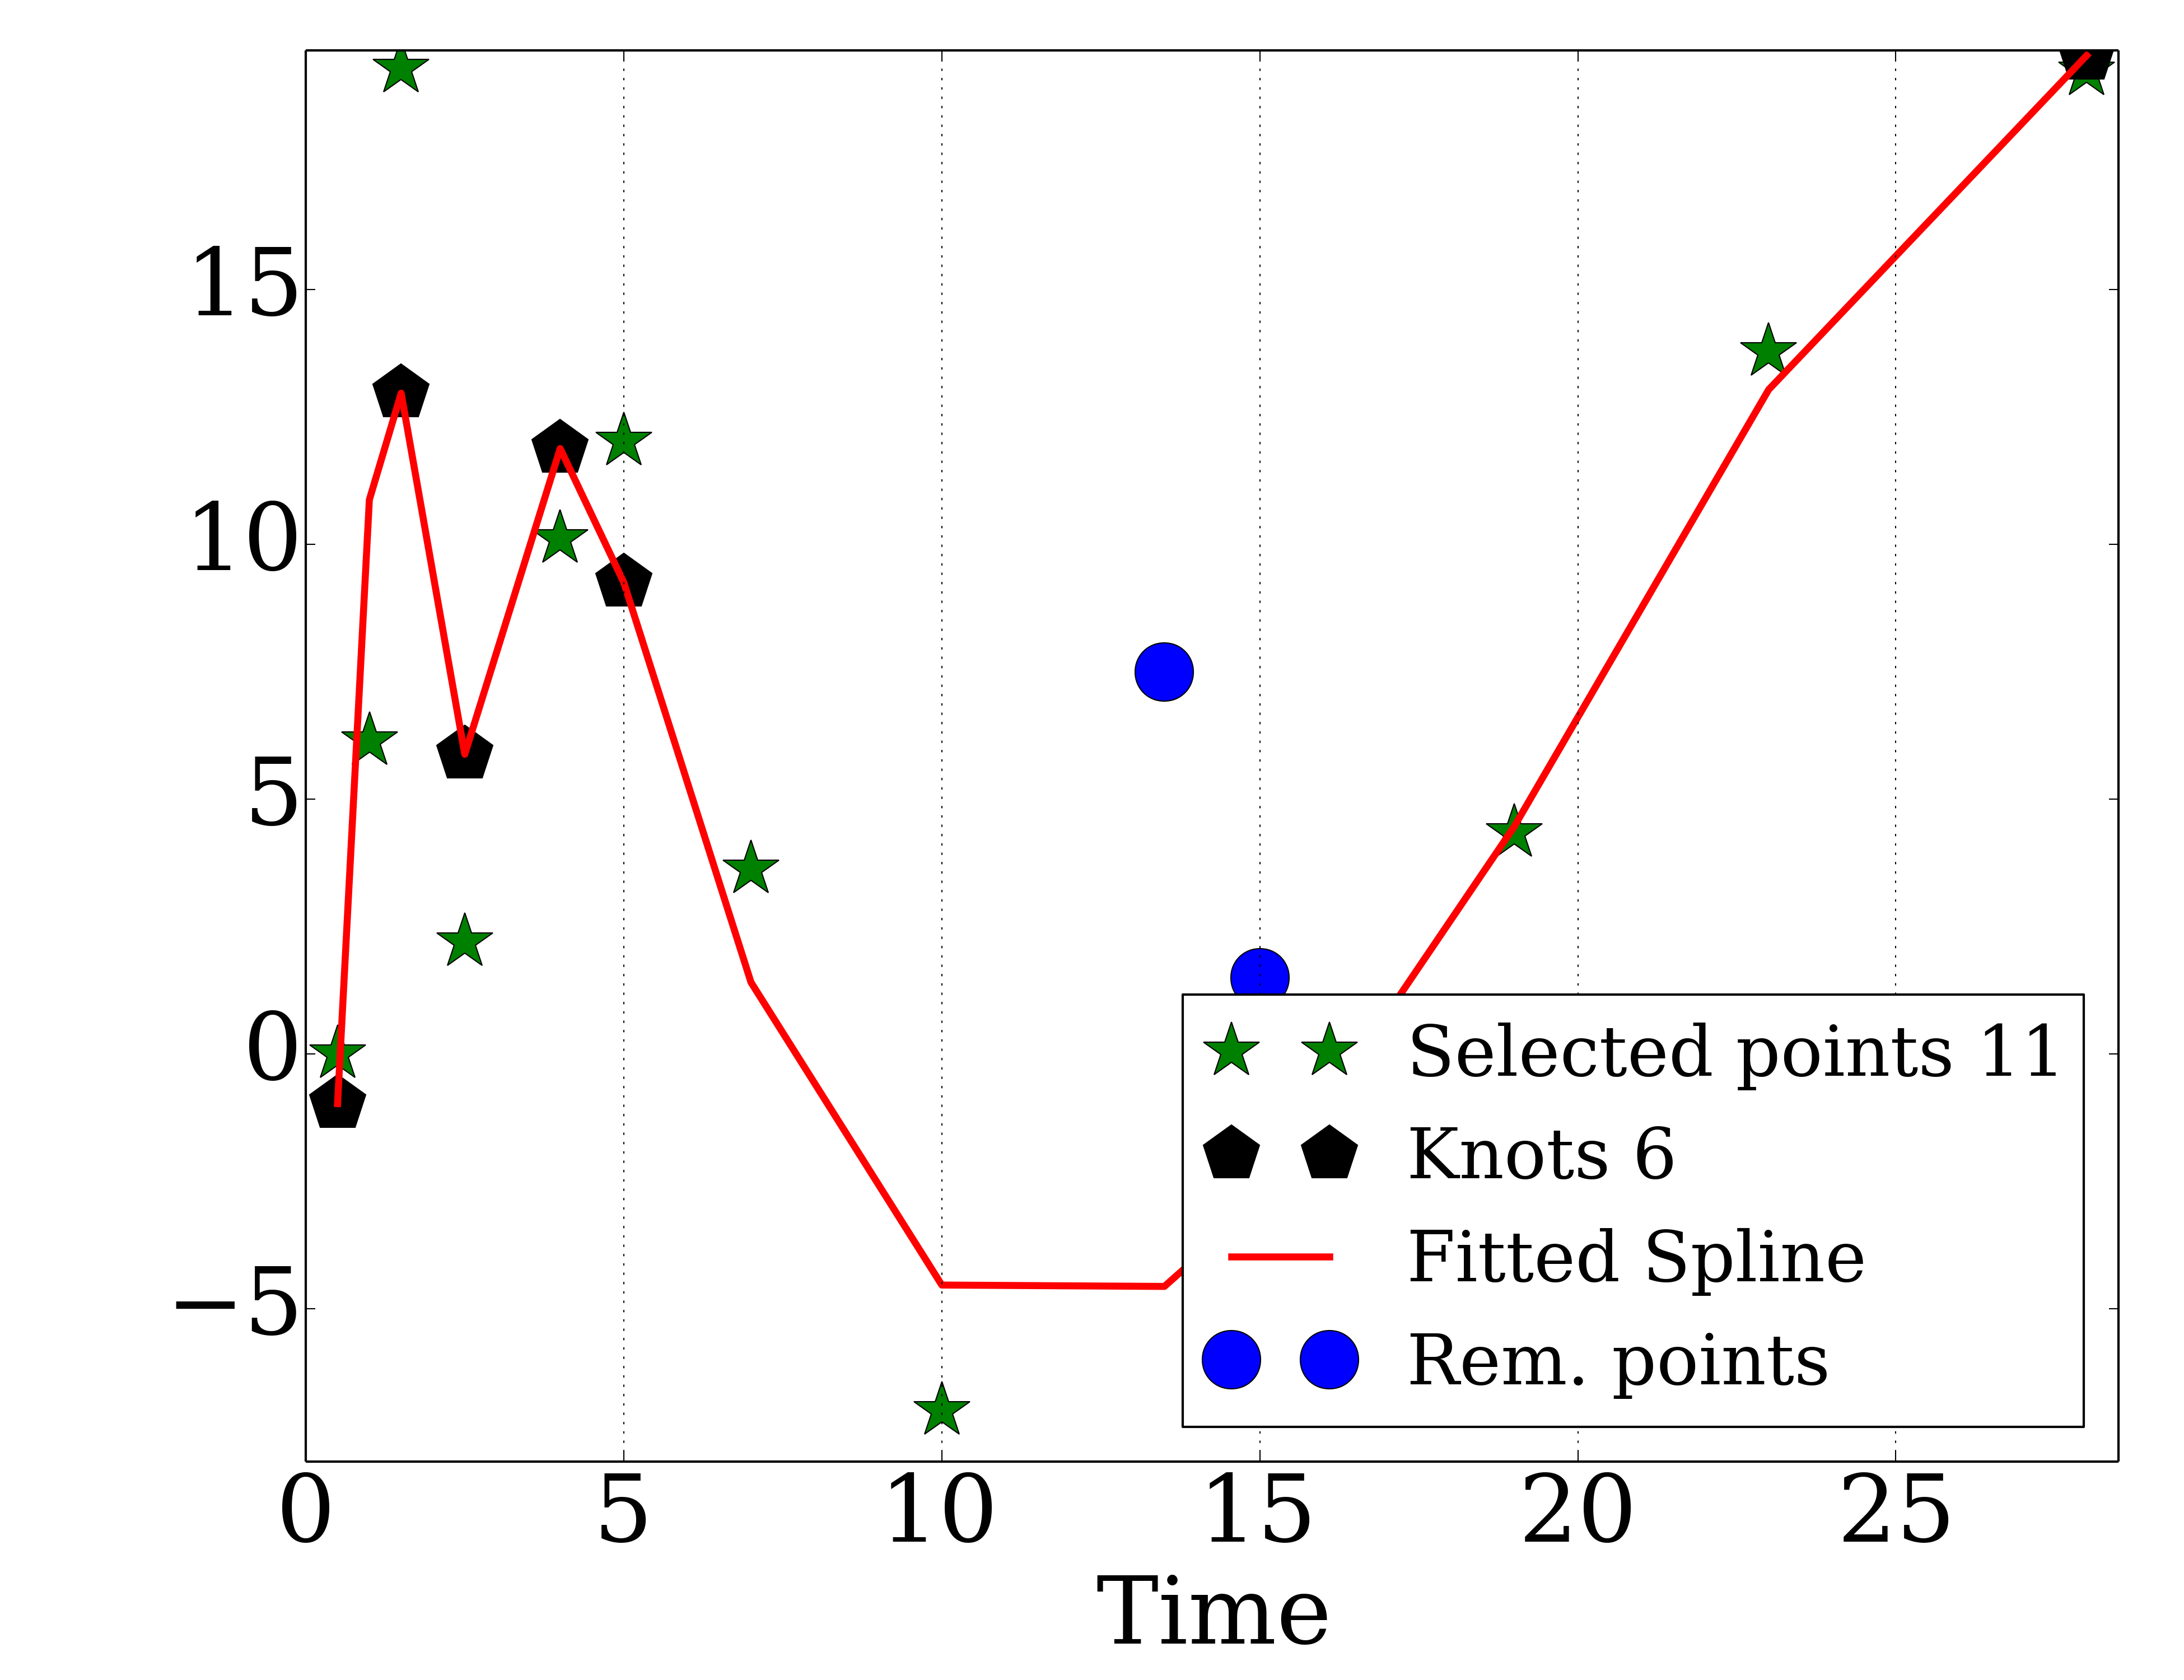 15
10
5
0
−5
0 5 10 15 20 25
Time
Selected points 11
Knots 6
Fitted Spline
Rem. points